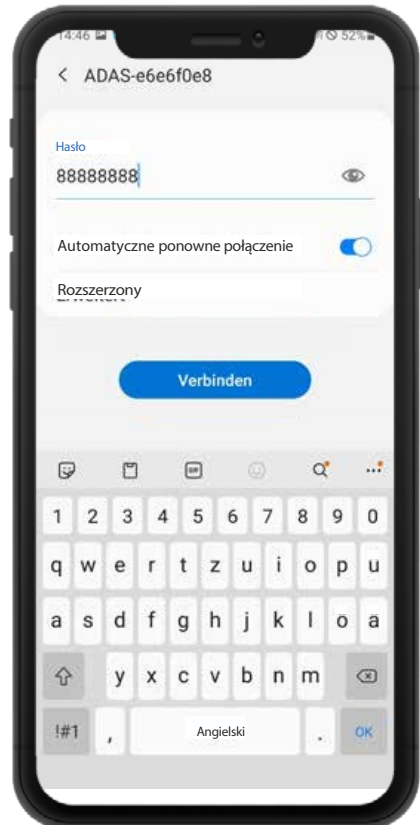 14:46 52%
< ADAS-e6e6f0e8
Hasło
88888888
Automatyczne ponowne połączenie
Rozszerzony
Verbinden
GIF
1 2 3 4 5 6 7 8 9 0
q w e r t z u i o p ü
a s d f g h j k l ö ä
y x c v b n m
!#1 , Angielski . OK